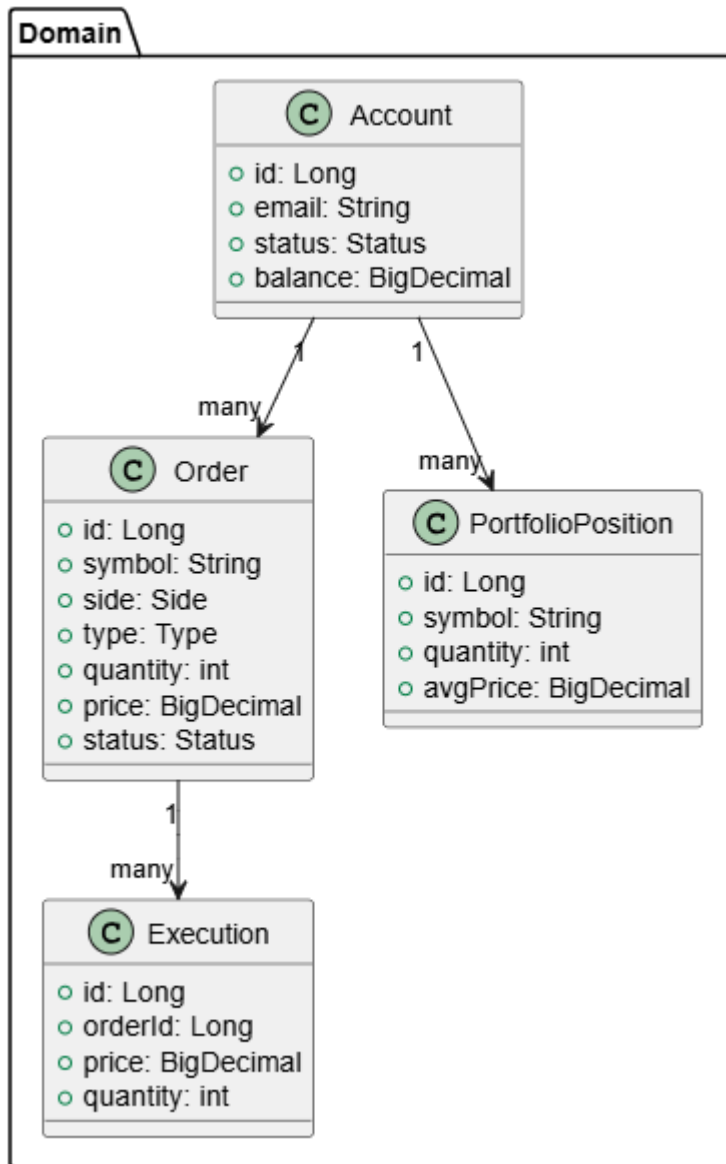 Domain
C Account
id: Long
email: String
status: Status
balance: BigDecimal
1
1
many
many
C Order
id: Long
symbol: String
side: Side
type: Type
quantity: int
price: BigDecimal
status: Status
C PortfolioPosition
id: Long
symbol: String
quantity: int
avgPrice: BigDecimal
1
many
C Execution
id: Long
orderId: Long
price: BigDecimal
quantity: int